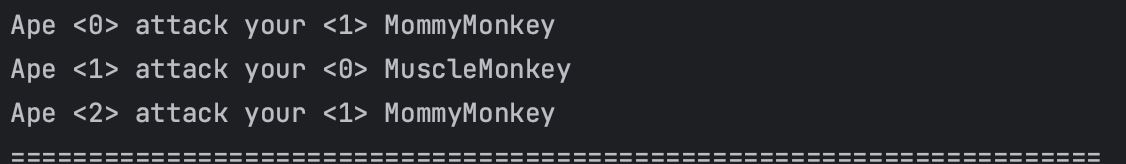 Ape <0> attack your <1> MommyMonkey
Ape <1> attack your <0> MuscleMonkey
Ape <2> attack your <1> MommyMonkey
======================================================================